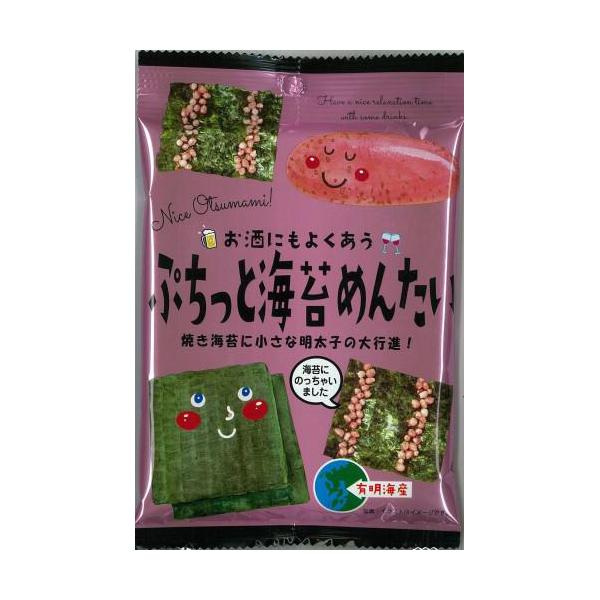 Have a nice relaxation time
with some drinks.
Nice Otsumami!
お酒にもよくあう
ぷちっと海苔めんたい
焼き海苔に小さな明太子の大行進!
海苔に
のっちゃい
ました
有明海産